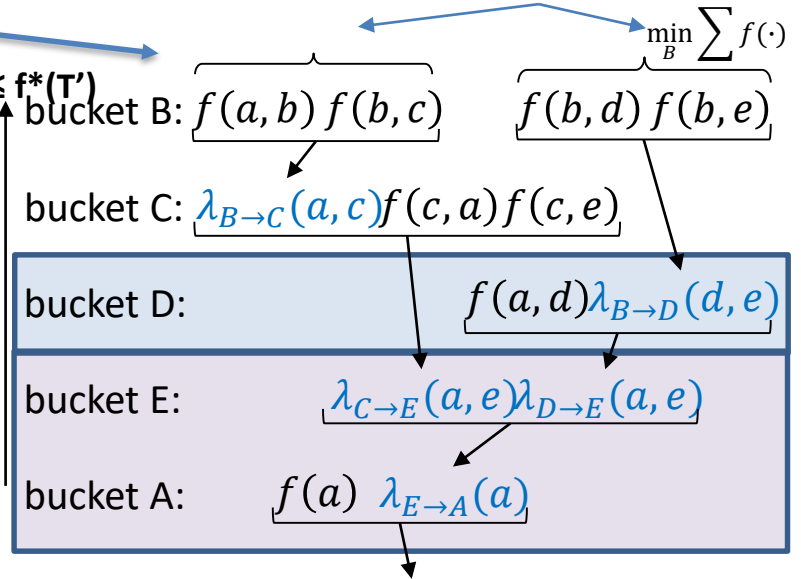 min_B ∑ f(·)
≤ f*(T’)
bucket B: f(a, b) f(b, c) f(b, d) f(b, e)
bucket C: λ_{B→C}(a, c)f(c, a)f(c, e)
bucket D: f(a, d)λ_{B→D}(d, e)
bucket E: λ_{C→E}(a, e)λ_{D→E}(a, e)
bucket A: f(a) λ_{E→A}(a)